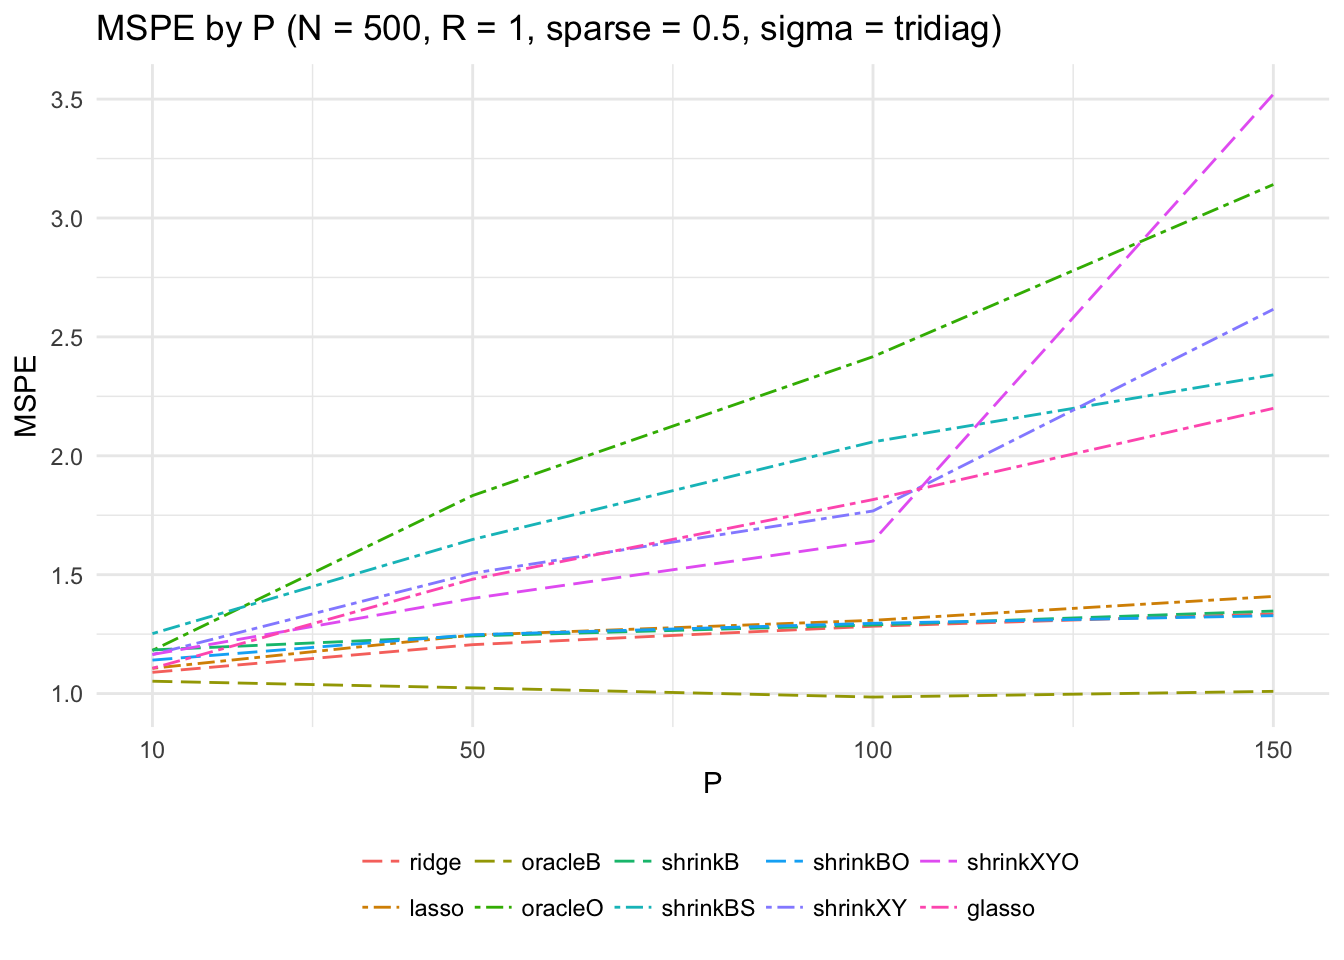 MSPE by P (N = 500, R = 1, sparse = 0.5, sigma = tridiag)
3.5
3.0
2.5
2.0
1.5
1.0
MSPE
10 50 100 150
P
ridge oracleB shrinkB shrinkBO shrinkXYO
lasso oracleO shrinkBS shrinkXY glasso